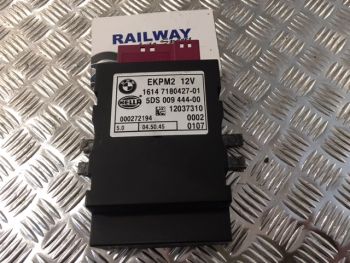 RAILWAY
EKPM2 12V
1614 7180427-01
HELLA 5DS 009 444-00
12037310
000272194 0002
5.0 04.50.45 0107